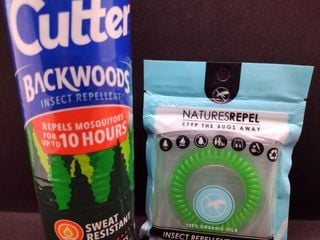 Cutter
BACKWOODS
INSECT REPELLENT
REPELS MOSQUITOES
FOR
UP TO 10 HOURS
SWEAT
RESISTANT
NATURESREPEL
KEEP THE BUGS AWAY
100% ORGANIC OILS
INSECT REPELLENT